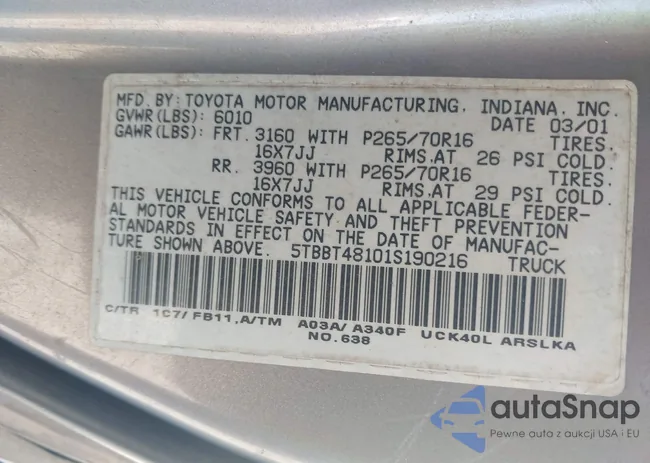 MFD.BY: TOYOTA MOTOR MANUFACTURING, INDIANA, INC.
GVWR(LBS): 6010 DATE 03/01
GAWR(LBS): FRT. 3160 WITH P265/70R16 TIRES.
16X7JJ RIMS.AT 26 PSI COLD.
RR. 3960 WITH P265/70R16 TIRES.
16X7JJ RIMS.AT 29 PSI COLD.
THIS VEHICLE CONFORMS TO ALL APPLICABLE FEDER-
AL MOTOR VEHICLE SAFETY AND THEFT PREVENTION
STANDARDS IN EFFECT ON THE DATE OF MANUFAC-
TURE SHOWN ABOVE. 5TBBT48101S190216 TRUCK
C/TR 1C7/ FB11,A/TM A03A/ A340F UCK40L ARSLKA
NO.638
autaSnap
Pewne auta z aukcji USA i EU